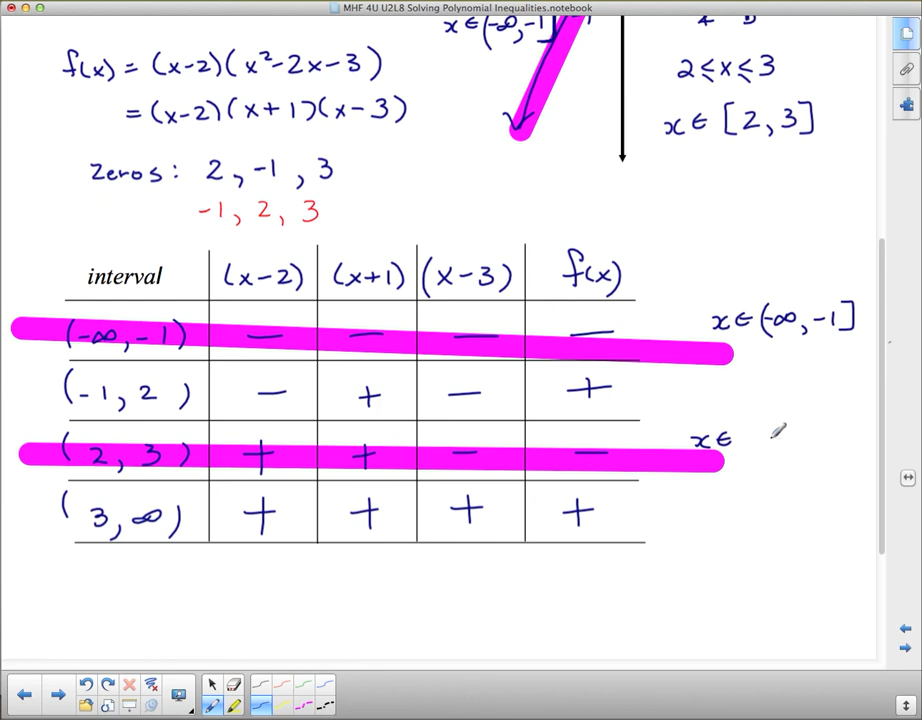 MHF 4U U2L8 Solving Polynomial Inequalities.notebook
x ∈ (-∞, -1]
f(x) = (x-2)(x²-2x-3)
= (x-2)(x+1)(x-3)
2 ≤ x ≤ 3
x ∈ [2, 3]
zeros: 2, -1, 3
-1, 2, 3
interval (x-2) (x+1) (x-3) f(x)
(-∞, -1) - - - - x ∈ (-∞, -1]
(-1, 2) - + - +
(2, 3) + + - - x ∈
(3, ∞) + + + +